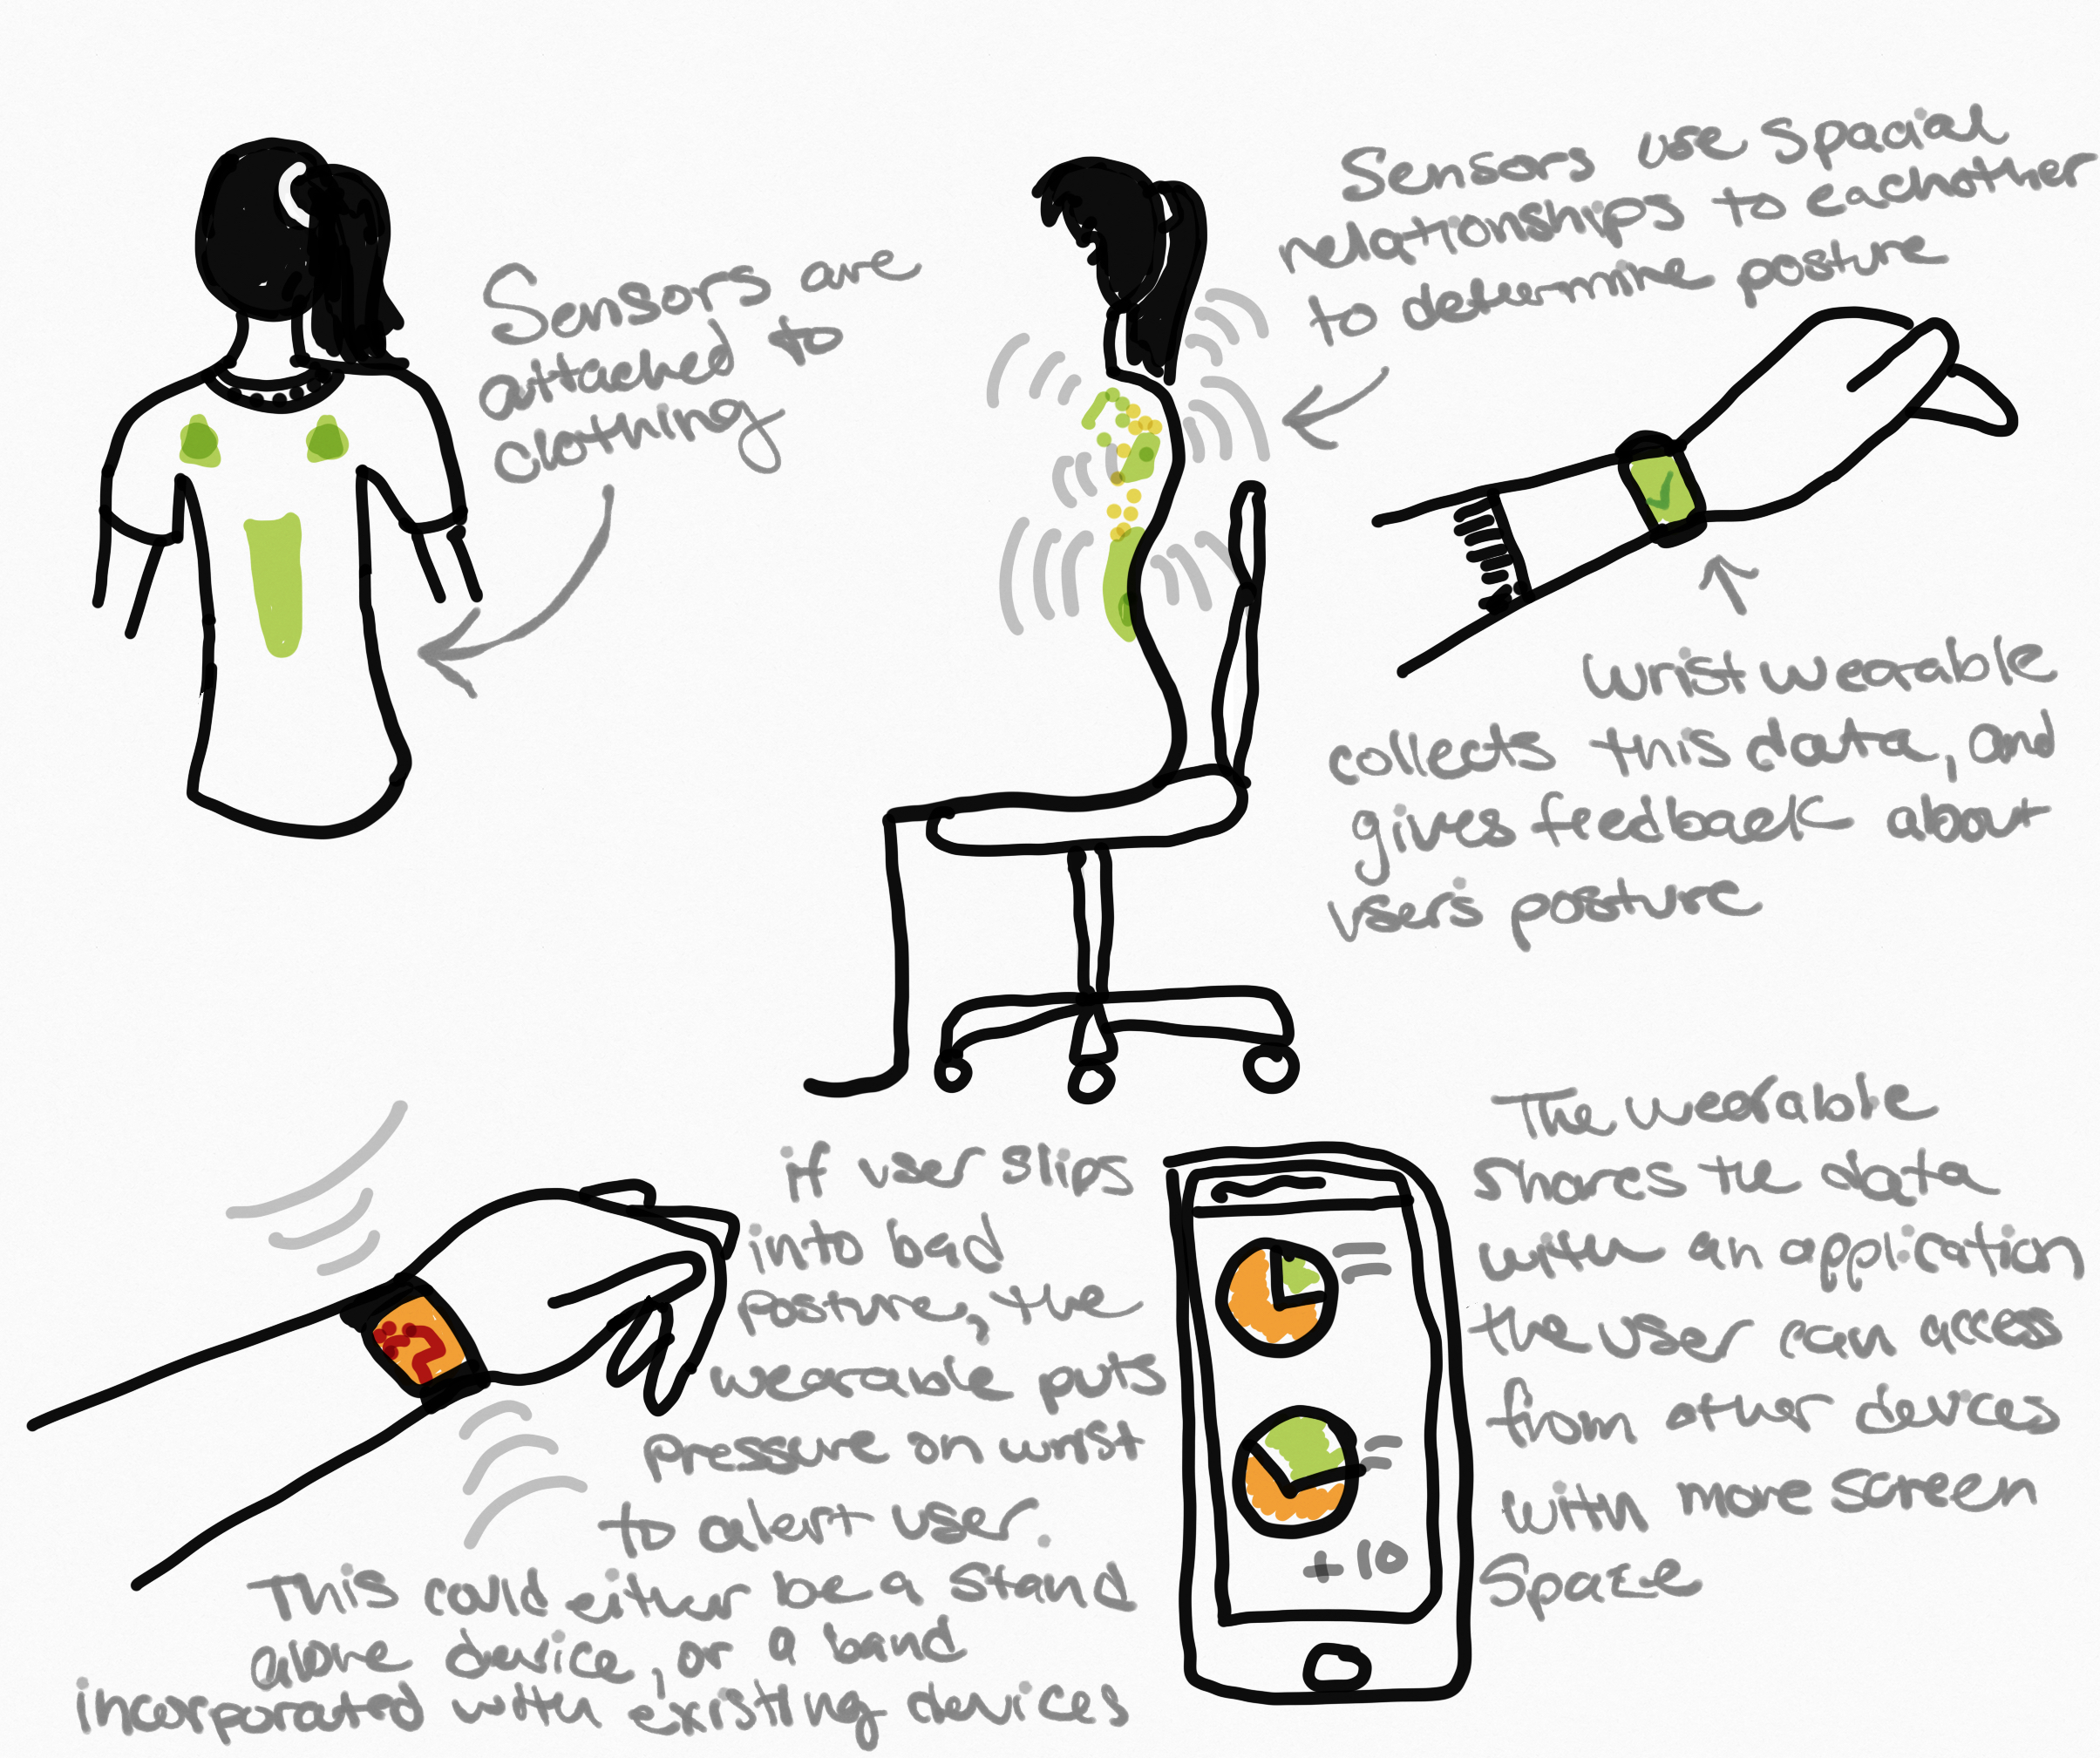 Sensors are
attached to
clothing
Sensors use spacial
relationships to eachother
to determine posture
wrist wearable
collects this data, and
gives feedback about
users posture
if user slips
into bad
posture, the
wearable puts
pressure on wrist
to alert user.
This could either be a stand
alone device, or a band
incorporated with existing devices
+10
The wearable
shares the data
with an application
the user can access
from other devices
with more screen
space